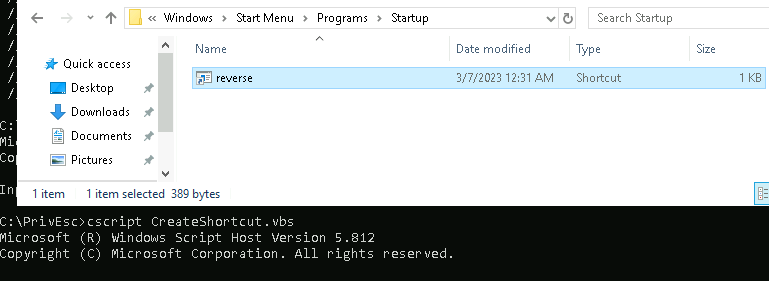 « Windows > Start Menu > Programs > Startup
Search Startup
Name Date modified Type Size
Quick access
reverse 3/7/2023 12:31 AM Shortcut 1 KB
Desktop
Downloads
Documents
Pictures
1 item 1 item selected 389 bytes
//
//
//
//
//
//
C:\
Mic
Cop
Inp
C:\PrivEsc>cscript CreateShortcut.vbs
Microsoft (R) Windows Script Host Version 5.812
Copyright (C) Microsoft Corporation. All rights reserved.